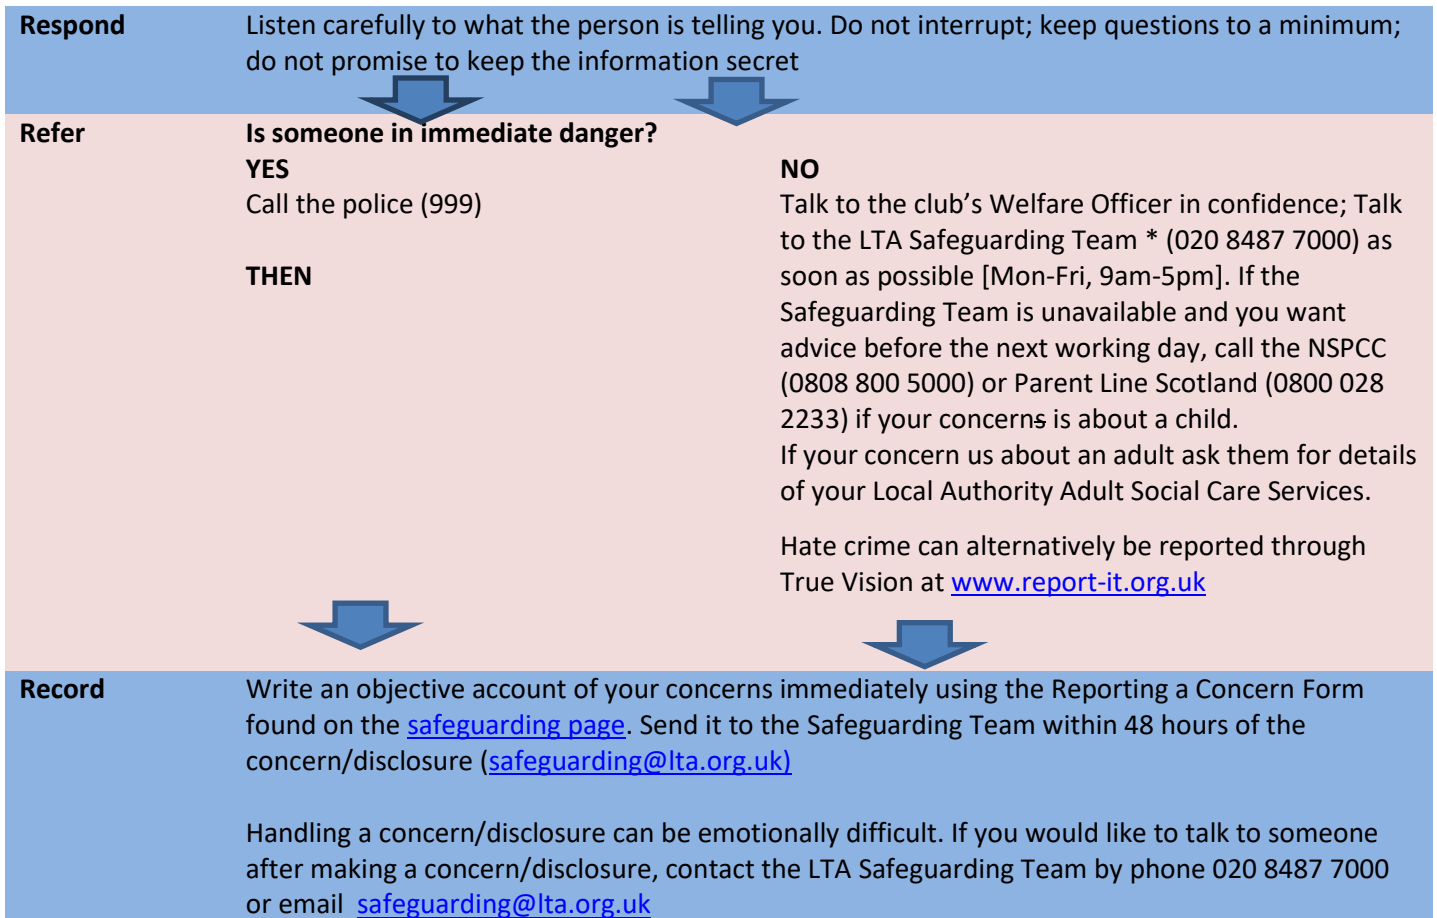 Respond
Listen carefully to what the person is telling you. Do not interrupt; keep questions to a minimum;
do not promise to keep the information secret
Refer
Is someone in immediate danger?
YES
Call the police (999)
THEN
NO
Talk to the club’s Welfare Officer in confidence; Talk
to the LTA Safeguarding Team * (020 8487 7000) as
soon as possible [Mon-Fri, 9am-5pm]. If the
Safeguarding Team is unavailable and you want
advice before the next working day, call the NSPCC
(0808 800 5000) or Parent Line Scotland (0800 028
2233) if your concerns is about a child.
If your concern us about an adult ask them for details
of your Local Authority Adult Social Care Services.
Hate crime can alternatively be reported through
True Vision at www.report-it.org.uk
Record
Write an objective account of your concerns immediately using the Reporting a Concern Form
found on the safeguarding page. Send it to the Safeguarding Team within 48 hours of the
concern/disclosure (safeguarding@lta.org.uk)
Handling a concern/disclosure can be emotionally difficult. If you would like to talk to someone
after making a concern/disclosure, contact the LTA Safeguarding Team by phone 020 8487 7000
or email safeguarding@lta.org.uk